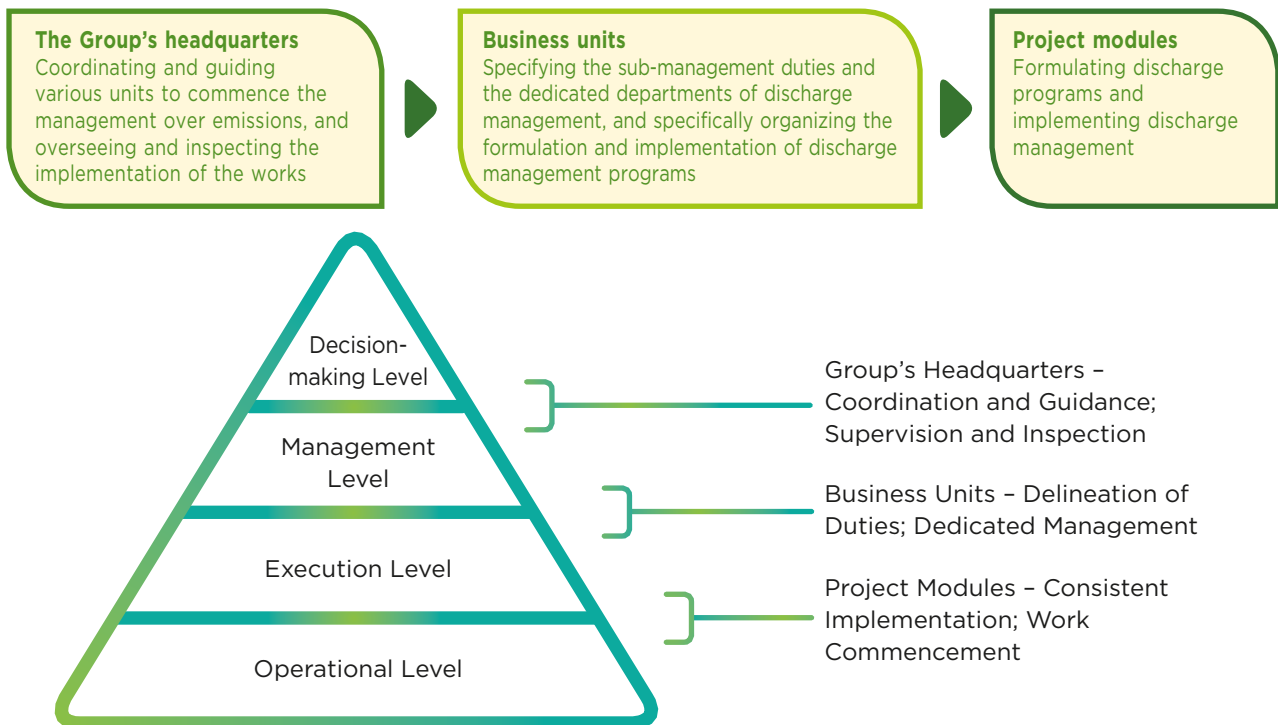 The Group's headquarters
Coordinating and guiding
various units to commence the
management over emissions, and
overseeing and inspecting the
implementation of the works
Business units
Specifying the sub-management duties and
the dedicated departments of discharge
management, and specifically organizing the
formulation and implementation of discharge
management programs
Project modules
Formulating discharge
programs and
implementing discharge
management
Decision-
making Level
Management
Level
Execution Level
Operational Level
Group's Headquarters –
Coordination and Guidance;
Supervision and Inspection
Business Units – Delineation of
Duties; Dedicated Management
Project Modules – Consistent
Implementation; Work
Commencement